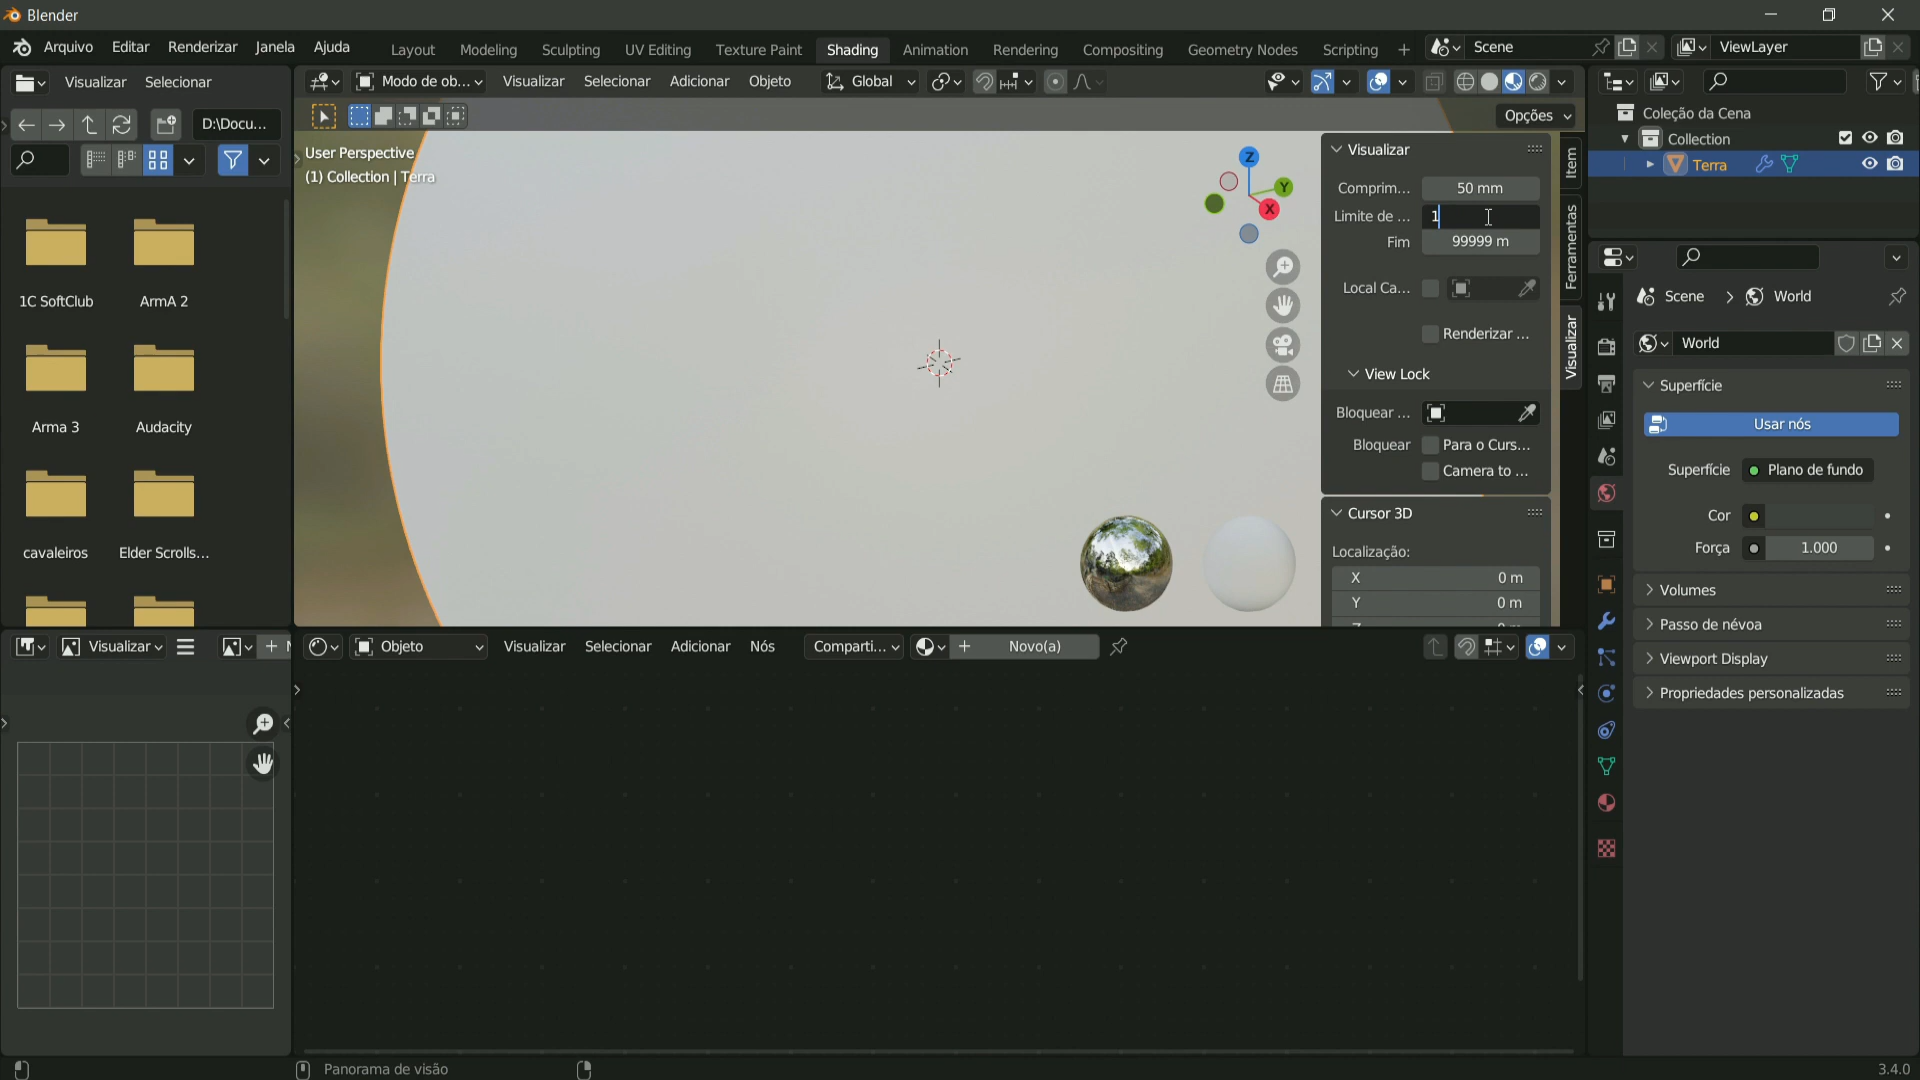 Blender
Arquivo Editar Renderizar Janela Ajuda Layout Modeling Sculpting UV Editing Texture Paint Shading Animation Rendering Compositing Geometry Nodes Scripting + Scene ViewLayer
Visualizar Selecionar Modo de ob... Visualizar Selecionar Adicionar Objeto Global
D:\Docu... Opções
Coleção da Cena
Collection
Terra
User Perspective
(1) Collection | Terra
Z
Y
X
1C SoftClub ArmA 2
Arma 3 Audacity
cavaleiros Elder Scrolls...
Visualizar
Comprim... 50 mm
Limite de ... 1
Fim 99999 m
Local Ca...
Renderizar ...
View Lock
Bloquear ...
Bloquear Para o Curs...
Camera to ...
Cursor 3D
Localização:
X 0 m
Y 0 m
Item
Ferramentas
Visualizar
Scene > World
World
Superfície
Usar nós
Superfície Plano de fundo
Cor
Força 1.000
Volumes
Passo de névoa
Viewport Display
Propriedades personalizadas
Visualizar + Objeto Visualizar Selecionar Adicionar Nós Comparti... + Novo(a)
Panorama de visão
3.4.0